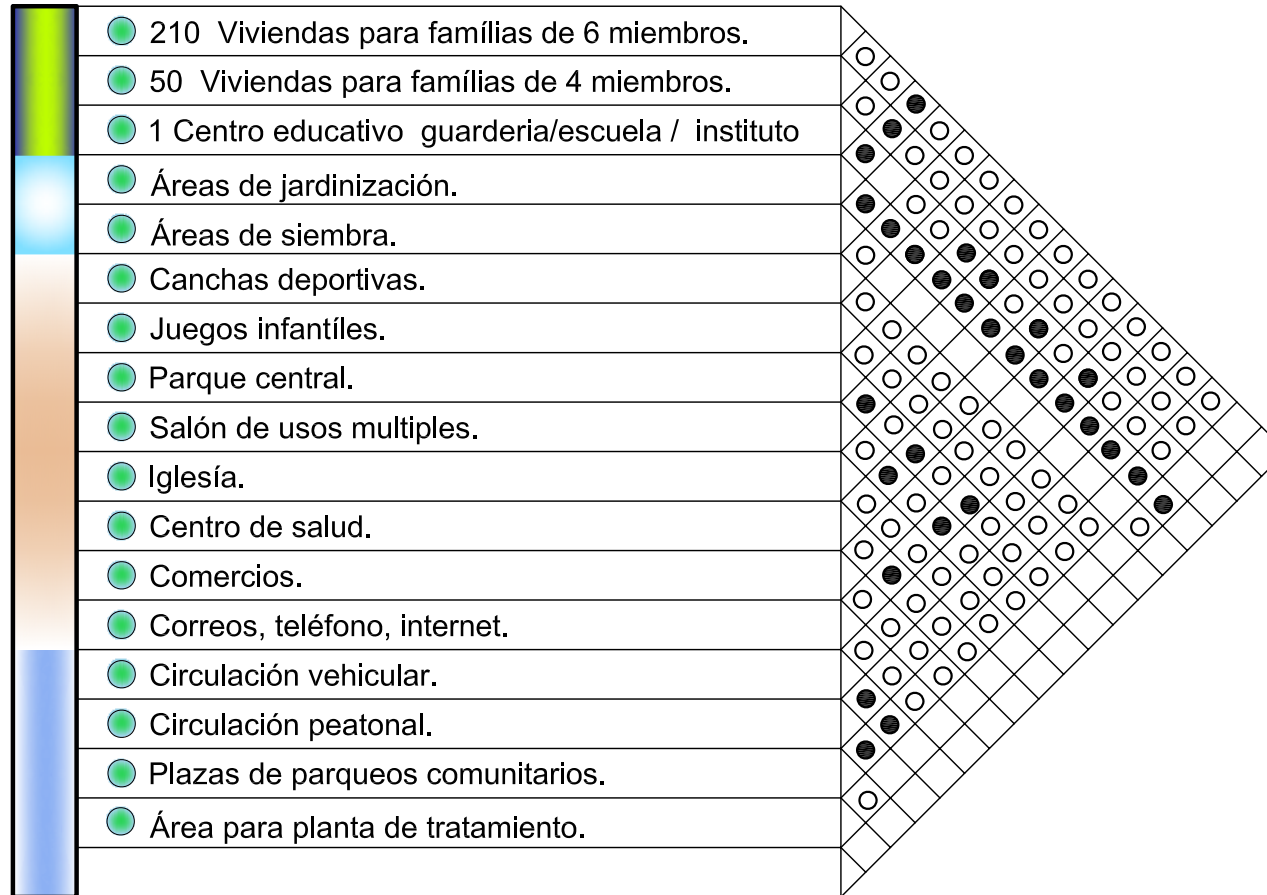 210 Viviendas para famílias de 6 miembros.
50 Viviendas para famílias de 4 miembros.
1 Centro educativo guarderia/escuela / instituto
Áreas de jardinización.
Áreas de siembra.
Canchas deportivas.
Juegos infantíles.
Parque central.
Salón de usos multiples.
Iglesía.
Centro de salud.
Comercios.
Correos, teléfono, internet.
Circulación vehicular.
Circulación peatonal.
Plazas de parqueos comunitarios.
Área para planta de tratamiento.